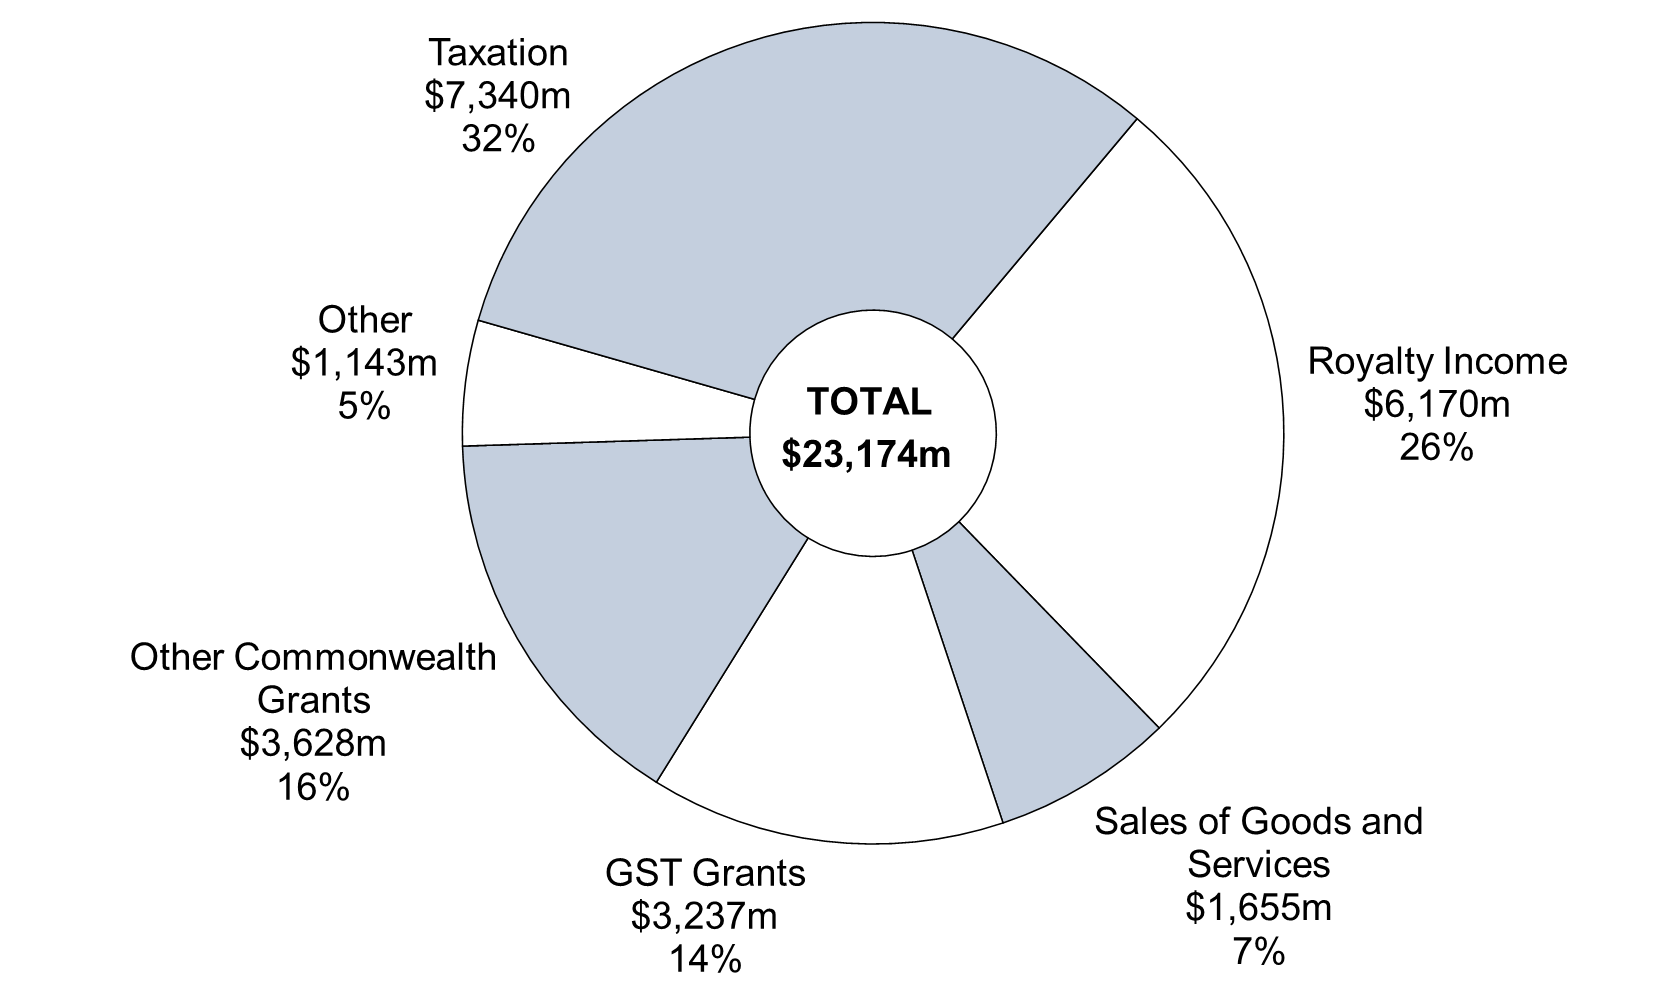 Taxation
$7,340m
32%
Other
$1,143m
5%
TOTAL
$23,174m
Royalty Income
$6,170m
26%
Other Commonwealth
Grants
$3,628m
16%
GST Grants
$3,237m
14%
Sales of Goods and
Services
$1,655m
7%